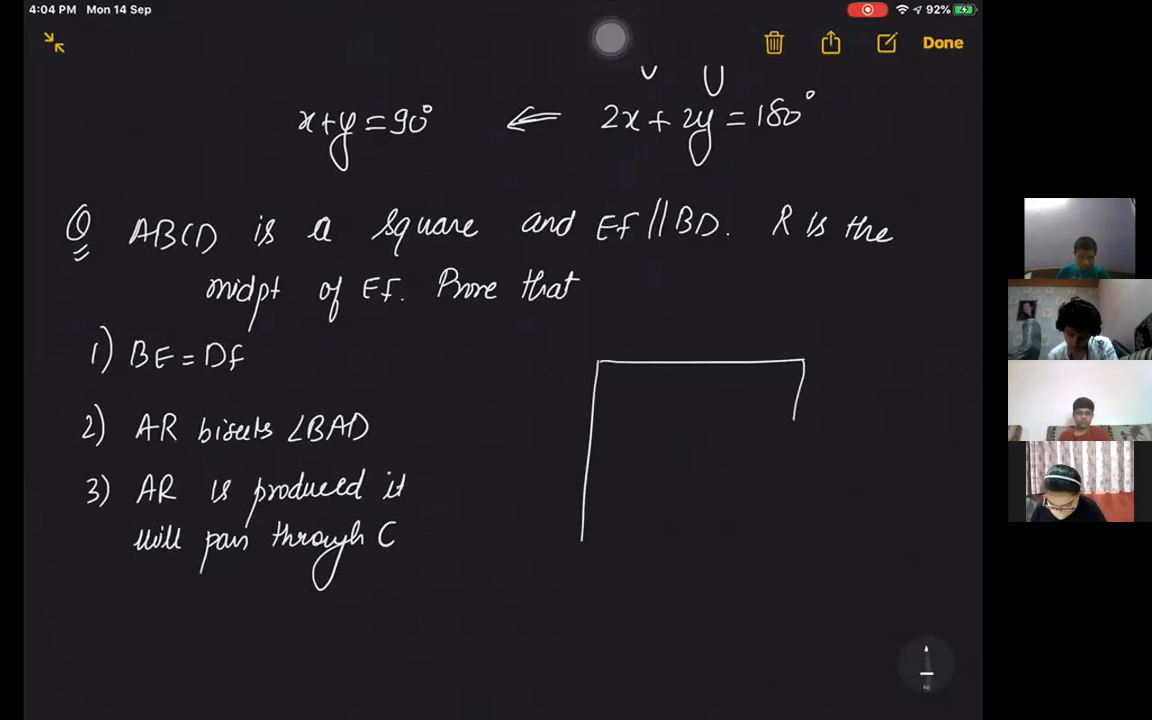 4:04 PM Mon 14 Sep
92%
Done
x+y=90° ⇐ 2x+2y=180°
Q ABCD is a square and EF//BD. R is the
midpt of EF. Prove that
1) BE=DF
2) AR bisects ∠BAD
3) AR is produced it
will pass through C